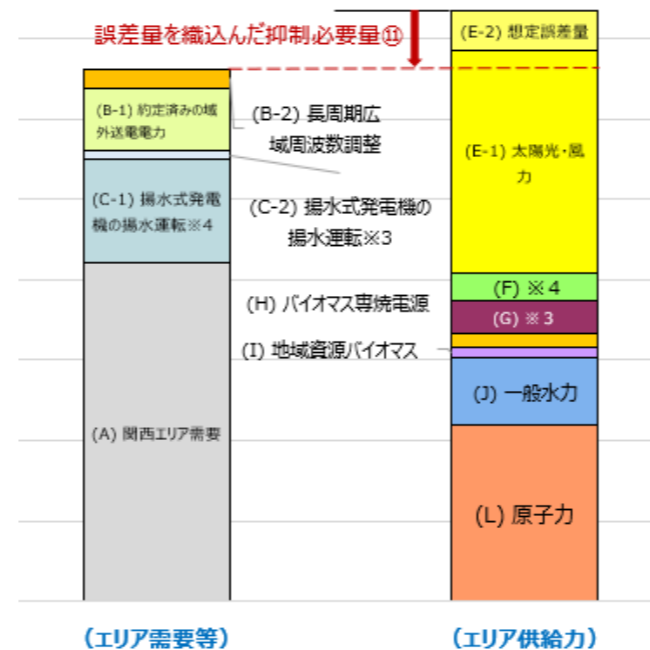 誤差量を織込んだ抑制必要量⑪
(E-2) 想定誤差量
(B-1) 約定済みの域
外送電電力
(B-2) 長周期広
域周波数調整
(E-1) 太陽光・風
力
(C-1) 揚水式発電
機の揚水運転※4
(C-2) 揚水式発電機の
揚水運転※3
(F) ※４
(H) バイオマス専焼電源
(G) ※３
(I) 地域資源バイオマス
(J) 一般水力
(A) 関西エリア需要
(L) 原子力
（エリア需要等）
（エリア供給力）